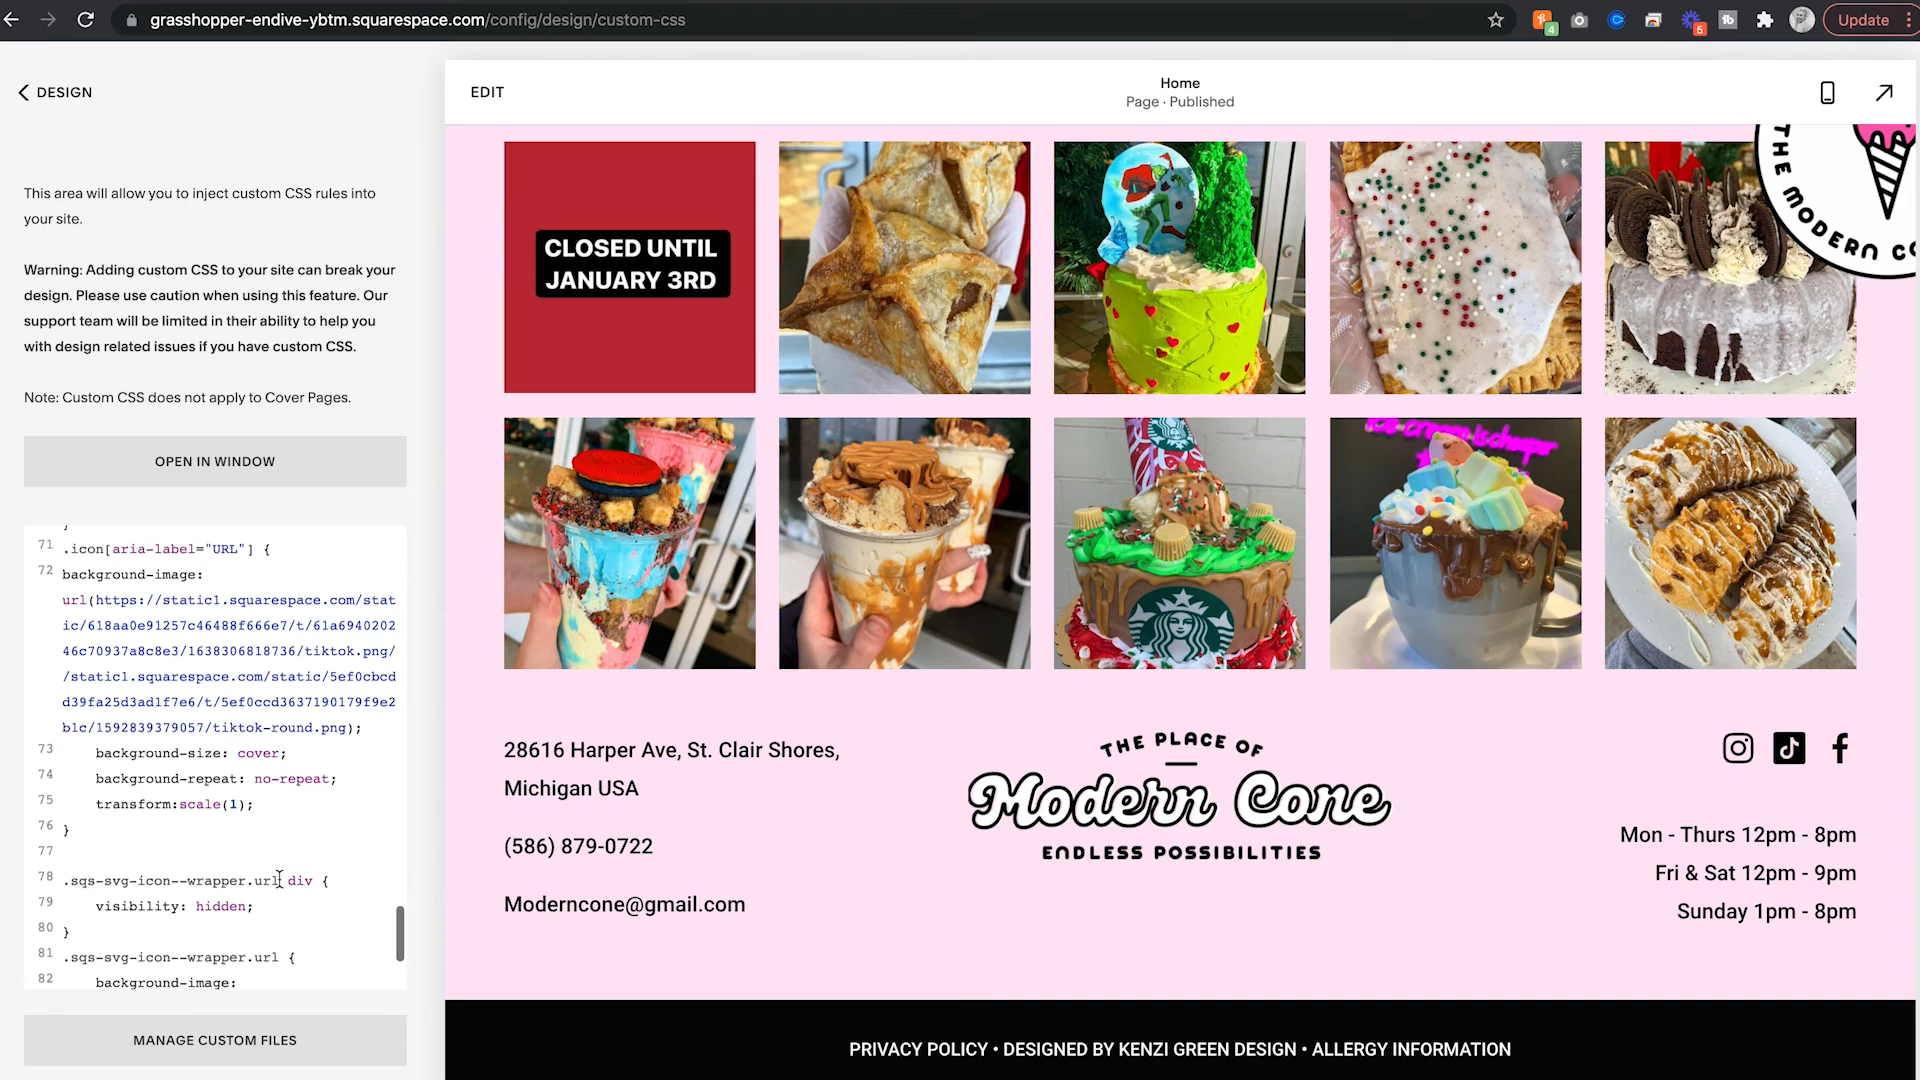 grasshopper-endive-ybtm.squarespace.com/config/design/custom-css
4
5
Update
DESIGN
This area will allow you to inject custom CSS rules into
your site.
Warning: Adding custom CSS to your site can break your
design. Please use caution when using this feature. Our
support team will be limited in their ability to help you
with design related issues if you have custom CSS.
Note: Custom CSS does not apply to Cover Pages.
OPEN IN WINDOW
}
71 .icon[aria-label="URL"] {
72 background-image:
url(https://static1.squarespace.com/stat
ic/618aa0e91257c46488f666e7/t/61a6940202
46c70937a8c8e3/1638306818736/tiktok.png/
/static1.squarespace.com/static/5ef0cbcd
d39fa25d3ad1f7e6/t/5ef0ccd3637190179f9e2
b1c/1592839379057/tiktok-round.png);
73 background-size: cover;
74 background-repeat: no-repeat;
75 transform:scale(1);
76 }
77
78 .sqs-svg-icon--wrapper.url div {
79 visibility: hidden;
80 }
81 .sqs-svg-icon--wrapper.url {
82 background-image:
MANAGE CUSTOM FILES
EDIT
Home
Page · Published
CLOSED UNTIL
JANUARY 3RD
THE MODERN CO
28616 Harper Ave, St. Clair Shores,
Michigan USA
(586) 879-0722
Moderncone@gmail.com
THE PLACE OF
Modern Cone
ENDLESS POSSIBILITIES
Mon - Thurs 12pm - 8pm
Fri & Sat 12pm - 9pm
Sunday 1pm - 8pm
PRIVACY POLICY • DESIGNED BY KENZI GREEN DESIGN • ALLERGY INFORMATION